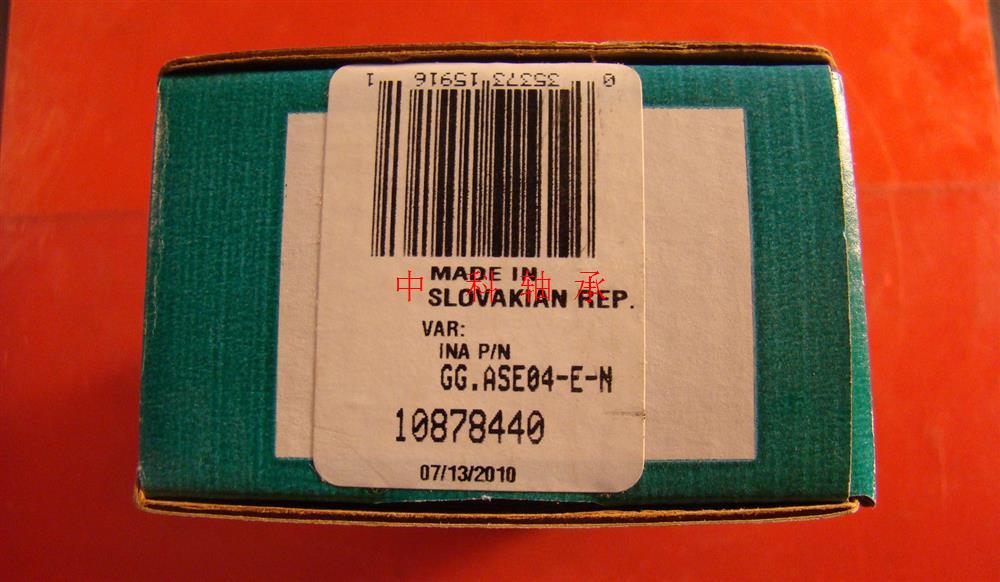 0 35373 15916 1
MADE IN
中科轴承
SLOVAKIAN REP.
VAR:
INA P/N
GG.ASE04-E-N
10878440
07/13/2010